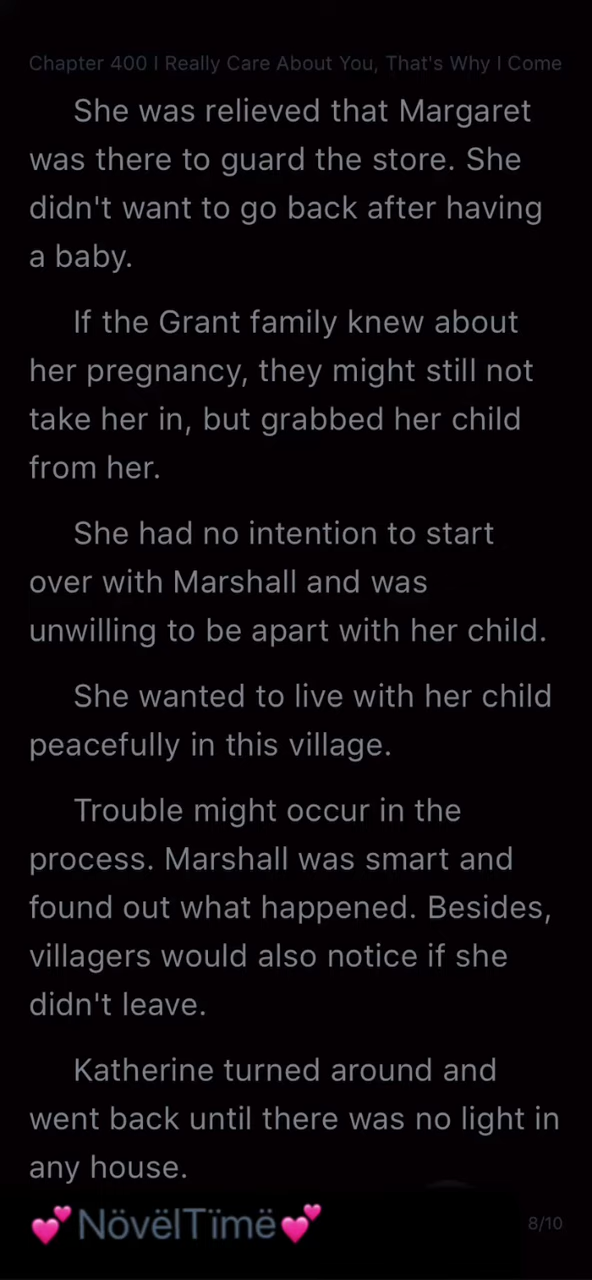 Chapter 400 I Really Care About You, That's Why I Come
She was relieved that Margaret
was there to guard the store. She
didn't want to go back after having
a baby.
If the Grant family knew about
her pregnancy, they might still not
take her in, but grabbed her child
from her.
She had no intention to start
over with Marshall and was
unwilling to be apart with her child.
She wanted to live with her child
peacefully in this village.
Trouble might occur in the
process. Marshall was smart and
found out what happened. Besides,
villagers would also notice if she
didn't leave.
Katherine turned around and
went back until there was no light in
any house.
💕NövëlTïmë💕
8/10